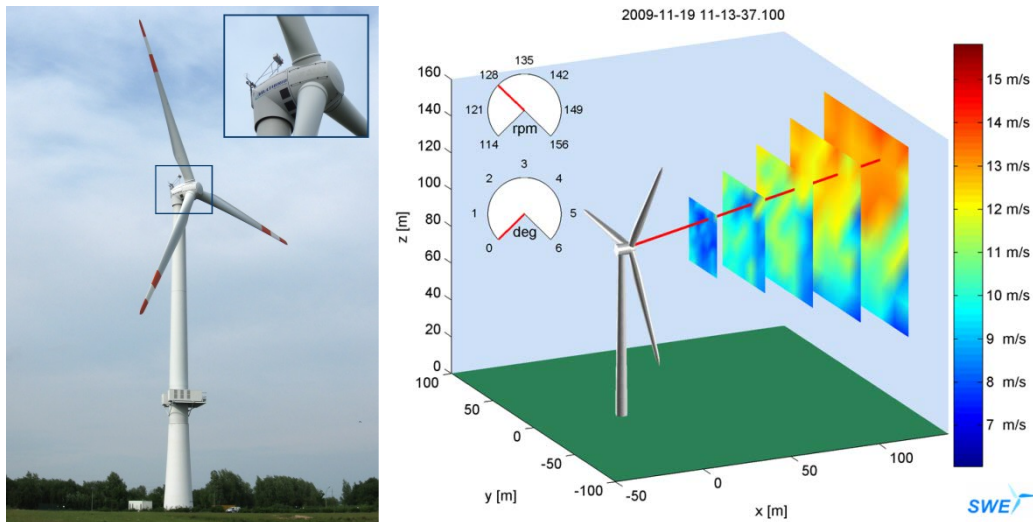 2009-11-19 11-13-37.100
160
140
120
100
80
60
40
20
0
z [m]
135
128
142
121
149
114
156
rpm
3
2
4
1
5
0
6
deg
100
50
0
-50
-100
y [m]
-50
0
50
100
x [m]
15 m/s
14 m/s
13 m/s
12 m/s
11 m/s
10 m/s
9 m/s
8 m/s
7 m/s
SWE